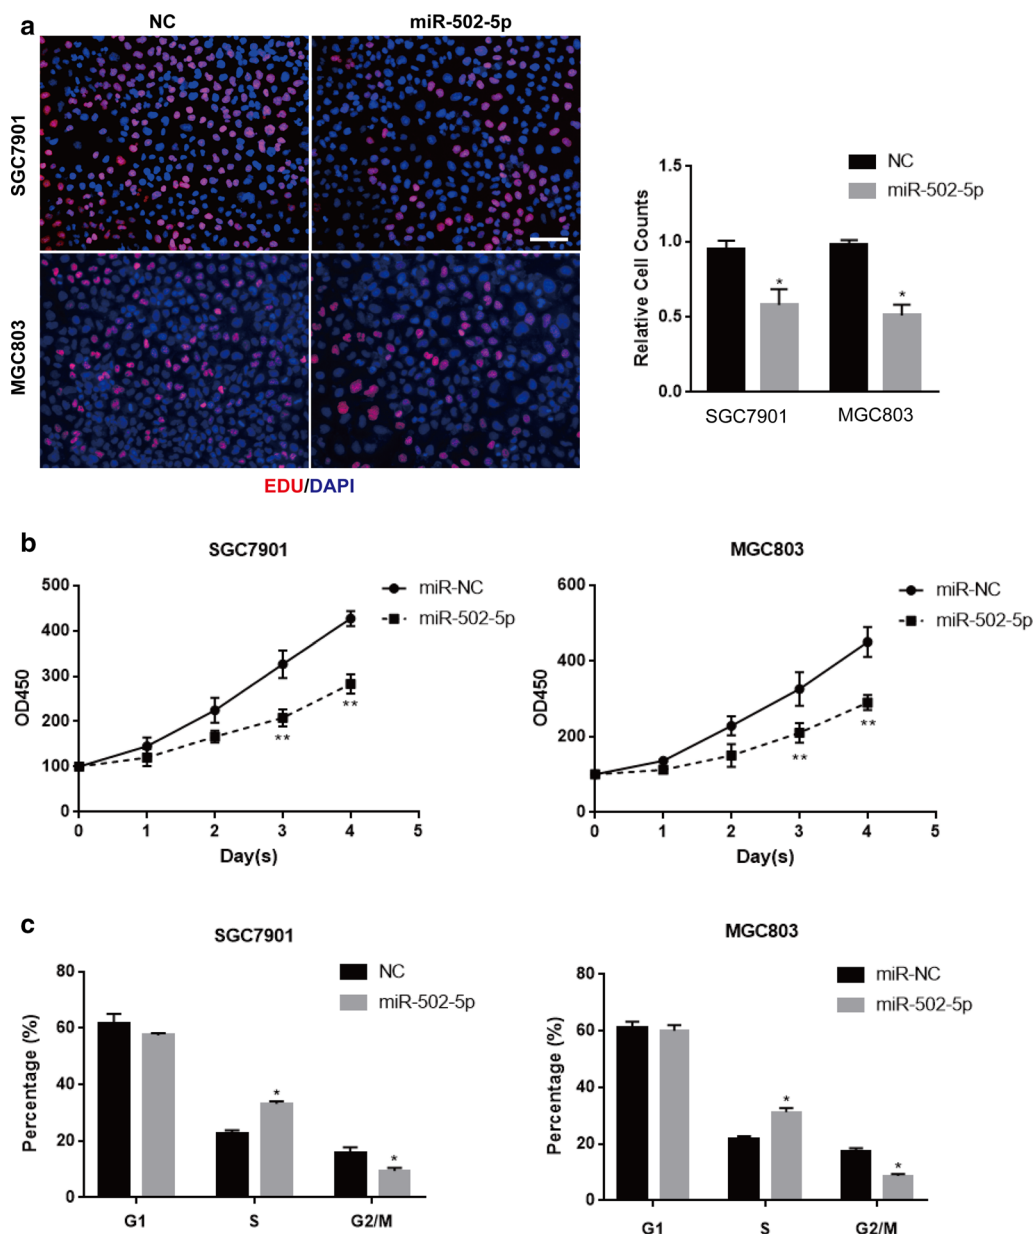 a
NC
miR-502-5p
SGC7901
MGC803
EDU/DAPI
Relative Cell Counts
1.5
1.0
0.5
0.0
NC
miR-502-5p
*
*
SGC7901
MGC803
b
SGC7901
OD450
500
400
300
200
100
0
miR-NC
miR-502-5p
**
**
0 1 2 3 4 5
Day(s)
MGC803
OD450
600
400
200
0
miR-NC
miR-502-5p
**
**
0 1 2 3 4 5
Day(s)
c
SGC7901
Percentage (%)
80
60
40
20
0
NC
miR-502-5p
*
*
G1 S G2/M
MGC803
Percentage (%)
80
60
40
20
0
miR-NC
miR-502-5p
*
*
G1 S G2/M